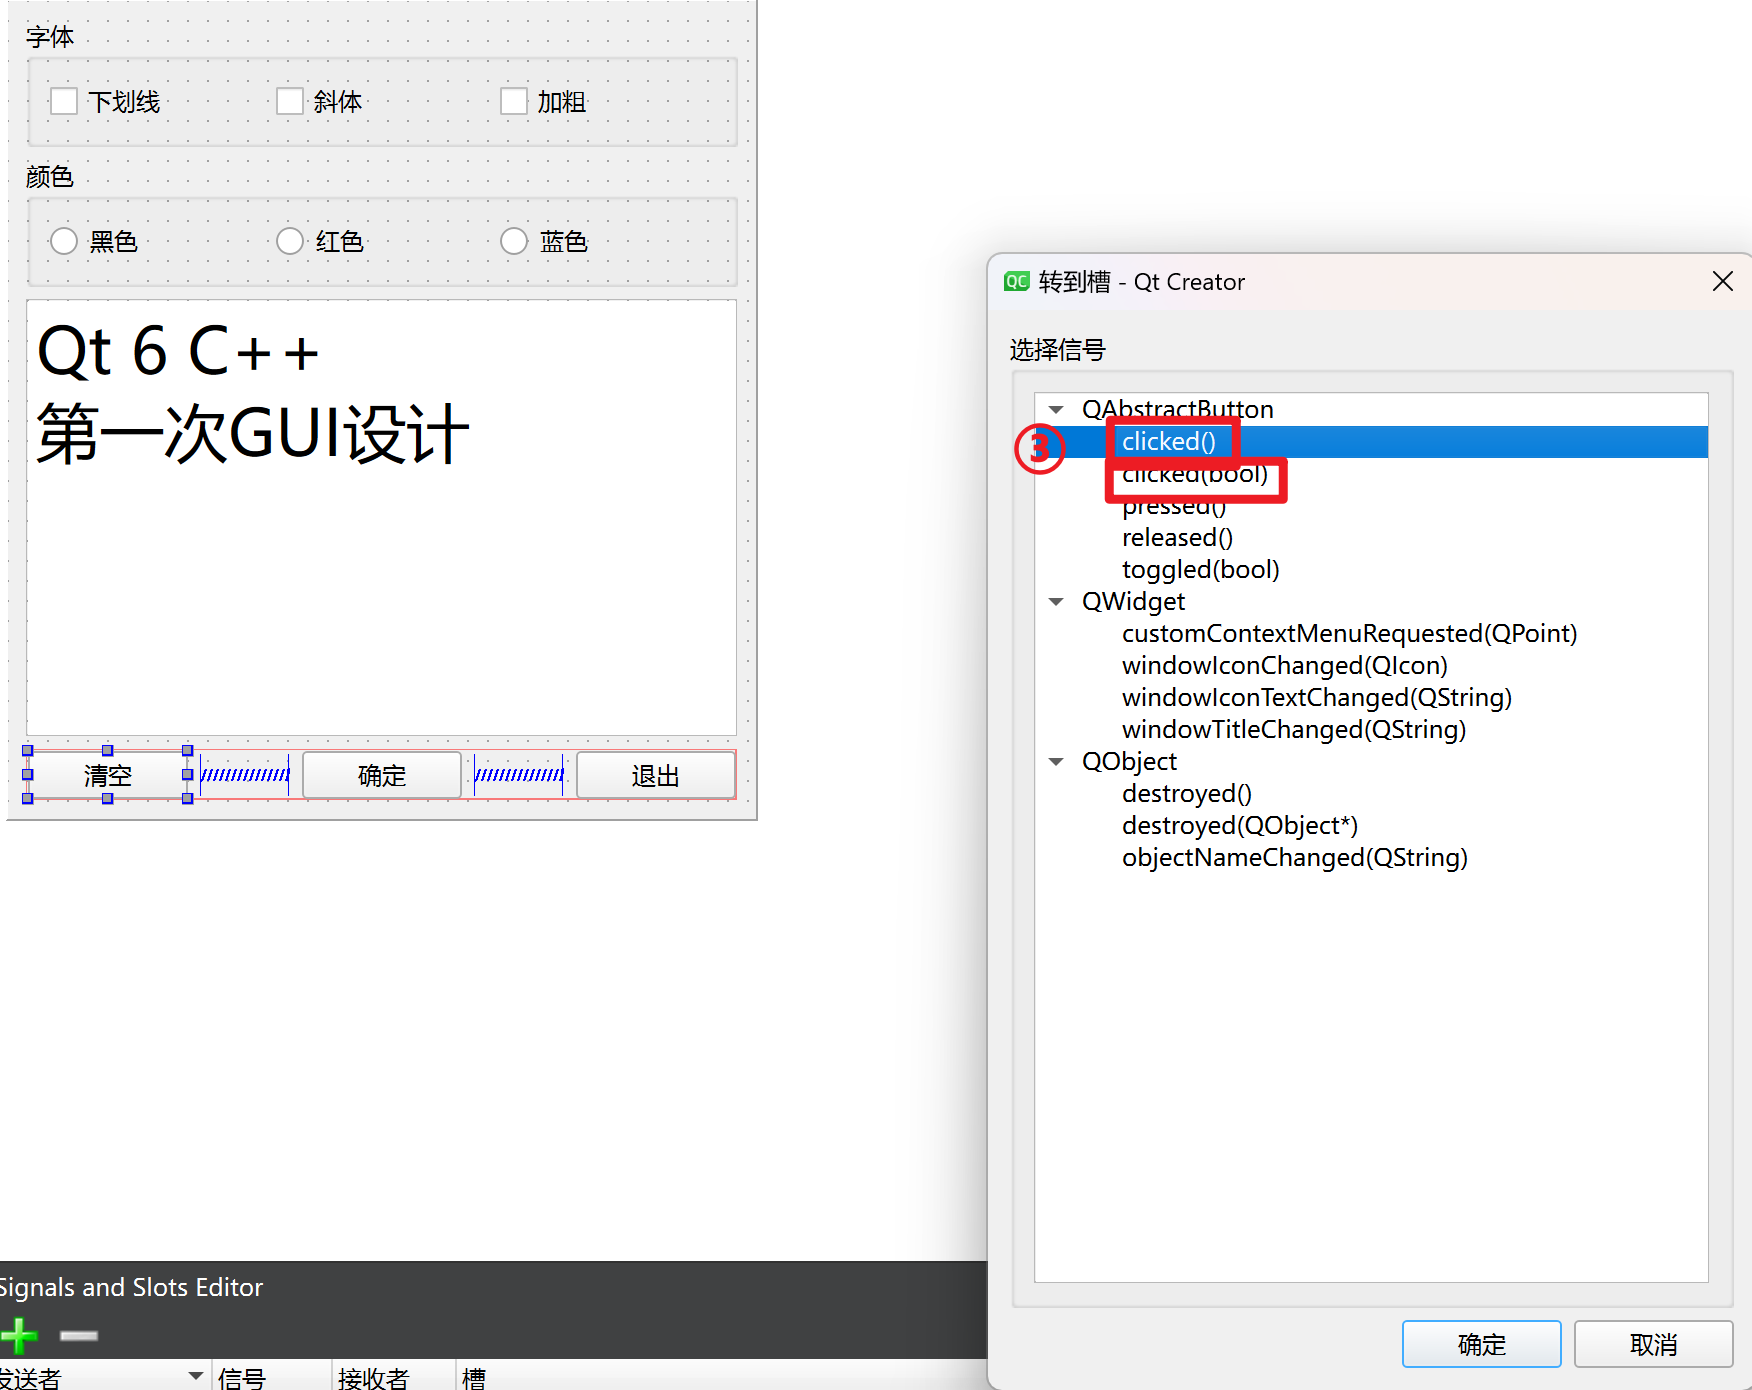 字体
下划线 斜体 加粗
颜色
黑色 红色 蓝色
Qt 6 C++
第一次GUI设计
清空 确定 退出
QC 转到槽 - Qt Creator
选择信号
QAbstractButton
③ clicked()
clicked(bool)
pressed()
released()
toggled(bool)
QWidget
customContextMenuRequested(QPoint)
windowIconChanged(QIcon)
windowIconTextChanged(QString)
windowTitleChanged(QString)
QObject
destroyed()
destroyed(QObject*)
objectNameChanged(QString)
确定 取消
Signals and Slots Editor
发送者 信号 接收者 槽